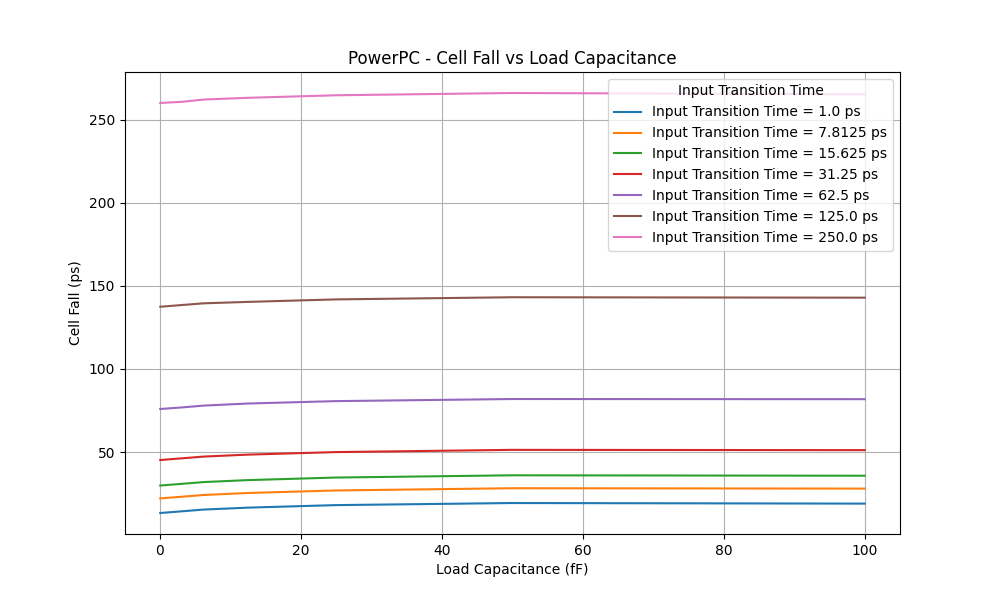 PowerPC - Cell Fall vs Load Capacitance
Input Transition Time
Input Transition Time = 1.0 ps
Input Transition Time = 7.8125 ps
Input Transition Time = 15.625 ps
Input Transition Time = 31.25 ps
Input Transition Time = 62.5 ps
Input Transition Time = 125.0 ps
Input Transition Time = 250.0 ps
Cell Fall (ps)
250
200
150
100
50
0 20 40 60 80 100
Load Capacitance (fF)